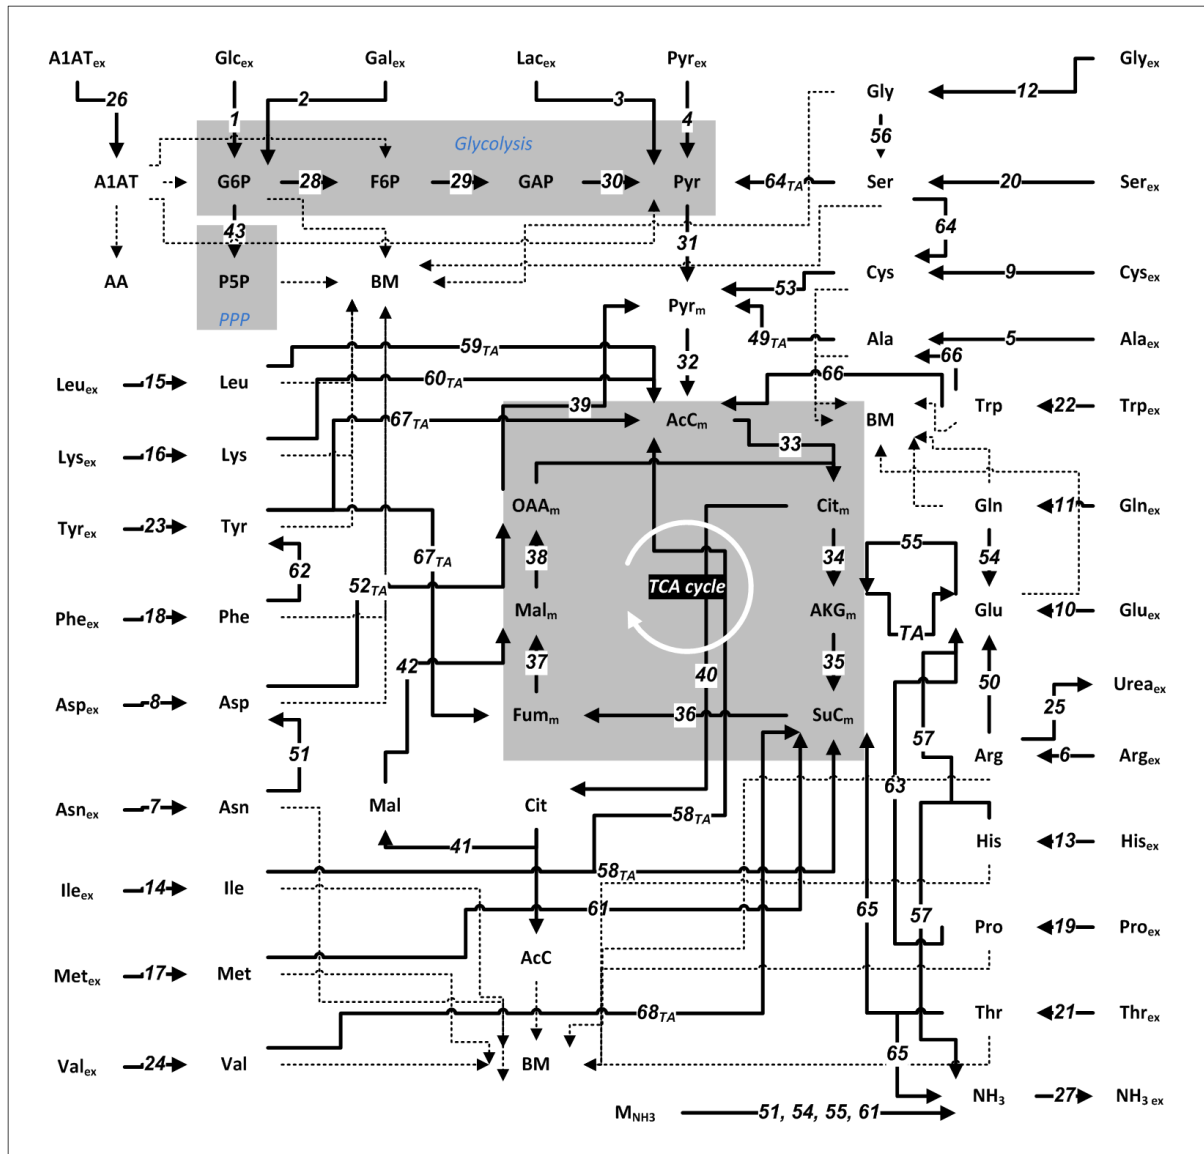 A1ATex Glcex Galex Lacex Pyrex Glyex
26 1 2 3 4 Gly 12
Glycolysis 56
A1AT G6P 28 F6P 29 GAP 30 Pyr 64TA Ser 20 Serex
43 31 64
AA P5P BM 53 Cys 9 Cysex
PPP Pyrm
59TA 32 49TA Ala 5 Alaex
66
Leuex 15 Leu 60TA 39 66
67TA AcCm BM Trp 22 Trpex
33
Lysex 16 Lys
OAAm Citm Gln 11 Glnex
Tyrex 23 Tyr
67TA 38 34 55 54
62 52TA TCA cycle
Pheex 18 Phe Malm AKGm TA Glu 10 Gluex
42 37 40 35
50 Ureaex
Aspex 8 Asp Fumm 36 SuCm 25
51 57 Arg 6 Argex
63
Asnex 7 Asn Mal Cit 58TA
41 His 13 Hisex
Ileex 14 Ile 58TA
61 65 57 Pro 19 Proex
Metex 17 Met AcC
68TA Thr 21 Threx
Valex 24 Val BM 65
NH3 27 NH3 ex
MNH3 51, 54, 55, 61